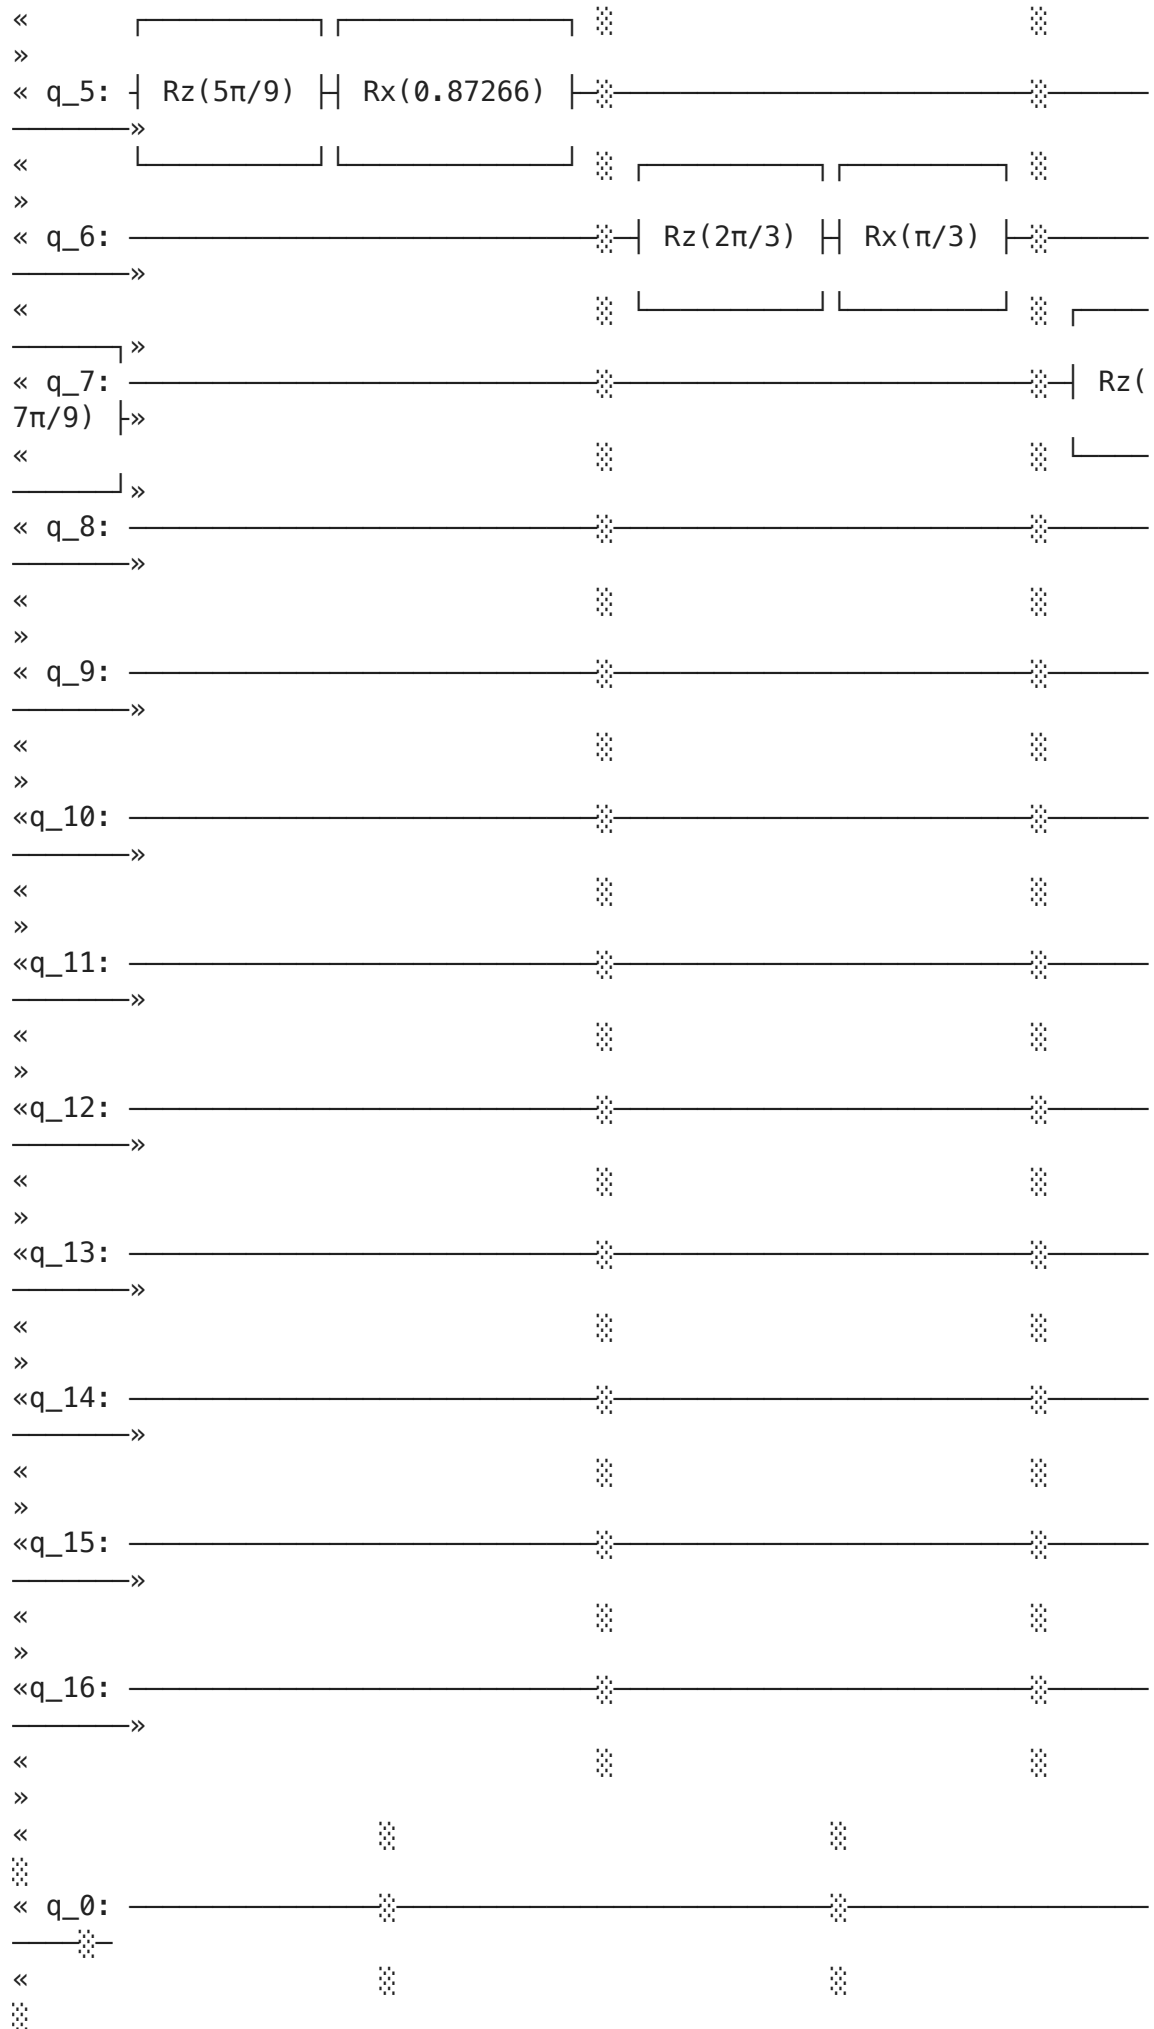 «       ┌───────────┐┌──────────────┐ ░                         ░
»
« q_5: ┤ Rz(5π/9) ├┤ Rx(0.87266) ├─░─────────────────────────░──────
───────»
«       └───────────┘└──────────────┘ ░ ┌───────────┐┌──────────┐ ░
»
« q_6: ────────────────────────────░─┤ Rz(2π/3) ├┤ Rx(π/3) ├─░──────
───────»
«                            ░ └───────────┘└──────────┘ ░ ┌────
──────┐»
« q_7: ────────────────────────────░─────────────────────────░─┤ Rz(
7π/9) ├»
«                            ░                         ░ └────
──────┘»
« q_8: ────────────────────────────░─────────────────────────░──────
───────»
«                            ░                         ░
»
« q_9: ────────────────────────────░─────────────────────────░──────
───────»
«                            ░                         ░
»
«q_10: ────────────────────────────░─────────────────────────░──────
───────»
«                            ░                         ░
»
«q_11: ────────────────────────────░─────────────────────────░──────
───────»
«                            ░                         ░
»
«q_12: ────────────────────────────░─────────────────────────░──────
───────»
«                            ░                         ░
»
«q_13: ────────────────────────────░─────────────────────────░──────
───────»
«                            ░                         ░
»
«q_14: ────────────────────────────░─────────────────────────░──────
───────»
«                            ░                         ░
»
«q_15: ────────────────────────────░─────────────────────────░──────
───────»
«                            ░                         ░
»
«q_16: ────────────────────────────░─────────────────────────░──────
───────»
«                            ░                         ░
»
«               ░                          ░
░
« q_0: ───────────────░──────────────────────────░──────────────────
────░─
«               ░                          ░
░